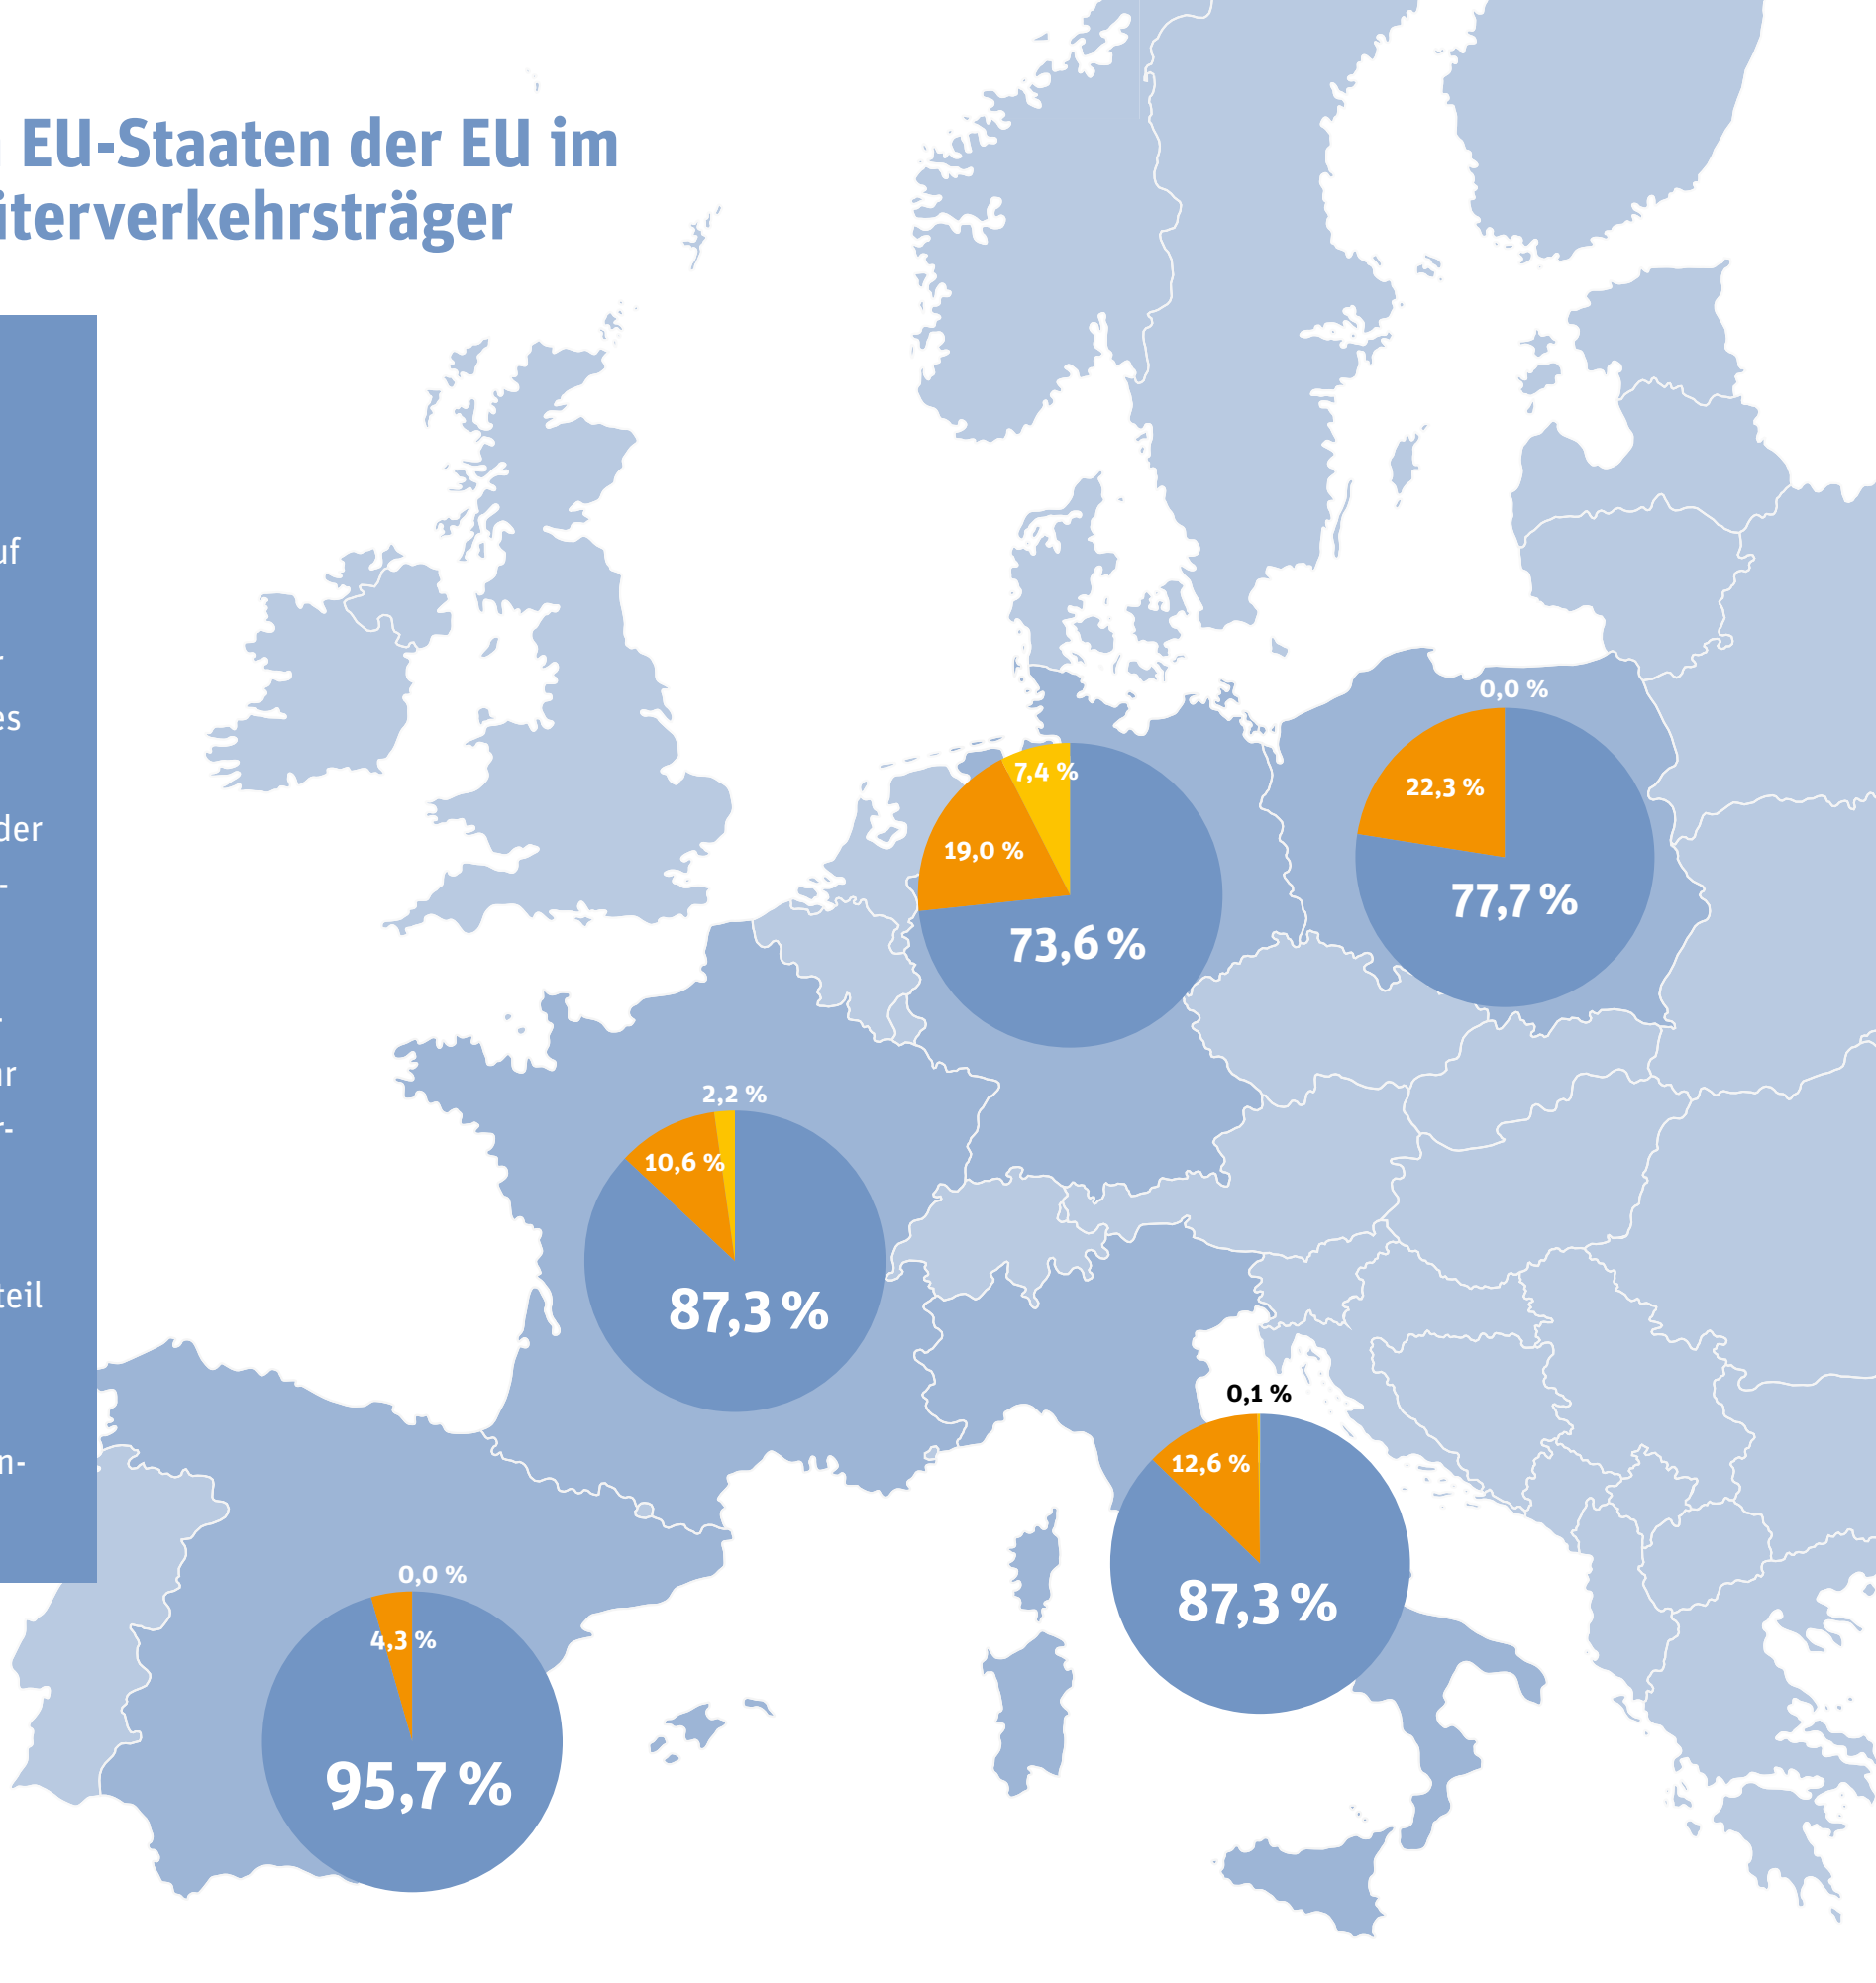 EU-Staaten der EU im
iterverkehrsträger
uf
es
der
-
ar
r-
teil
n-
0,0 %
22,3 %
77,7 %
7,4 %
19,0 %
73,6 %
2,2 %
10,6 %
87,3 %
0,1 %
12,6 %
87,3 %
0,0 %
4,3 %
95,7 %